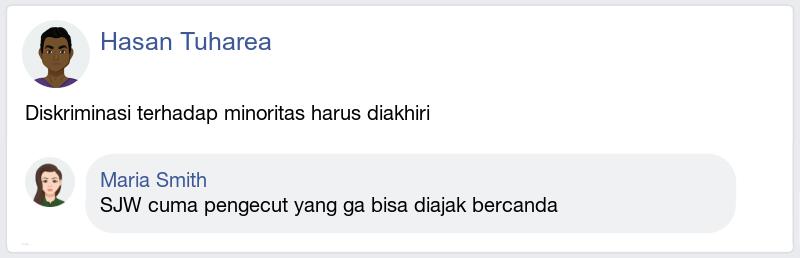 Hasan Tuharea
Diskriminasi terhadap minoritas harus diakhiri
Maria Smith
SJW cuma pengecut yang ga bisa diajak bercanda